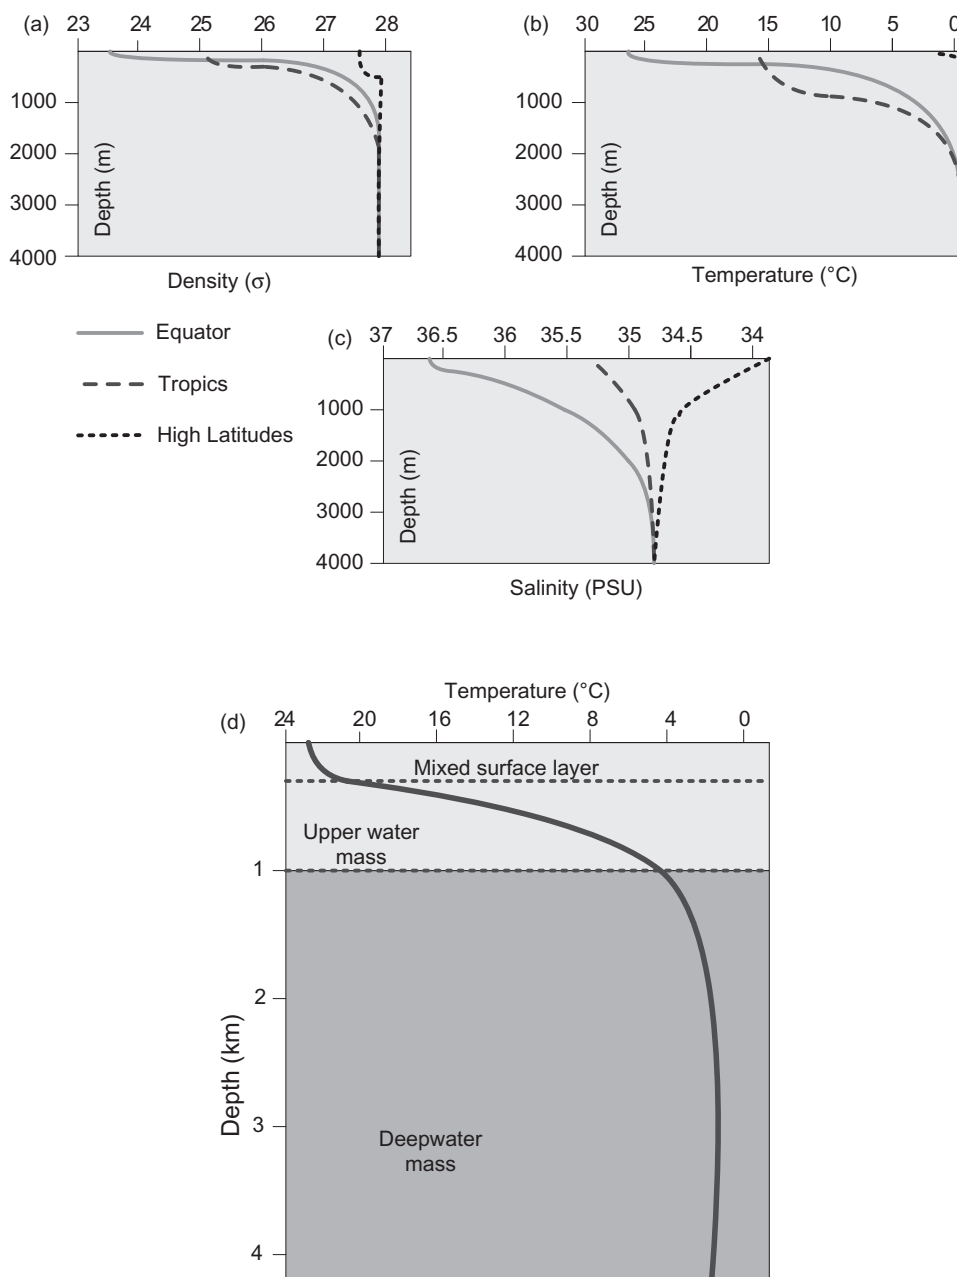 (a)
23 24 25 26 27 28
1000
2000
3000
4000
Depth (m)
Density (σ)
(b)
30 25 20 15 10 5 0
1000
2000
3000
4000
Depth (m)
Temperature (°C)
Equator
Tropics
High Latitudes
(c)
37 36.5 36 35.5 35 34.5 34
1000
2000
3000
4000
Depth (m)
Salinity (PSU)
Temperature (°C)
(d)
24 20 16 12 8 4 0
Mixed surface layer
Upper water
mass
1
2
3
4
Depth (km)
Deepwater
mass